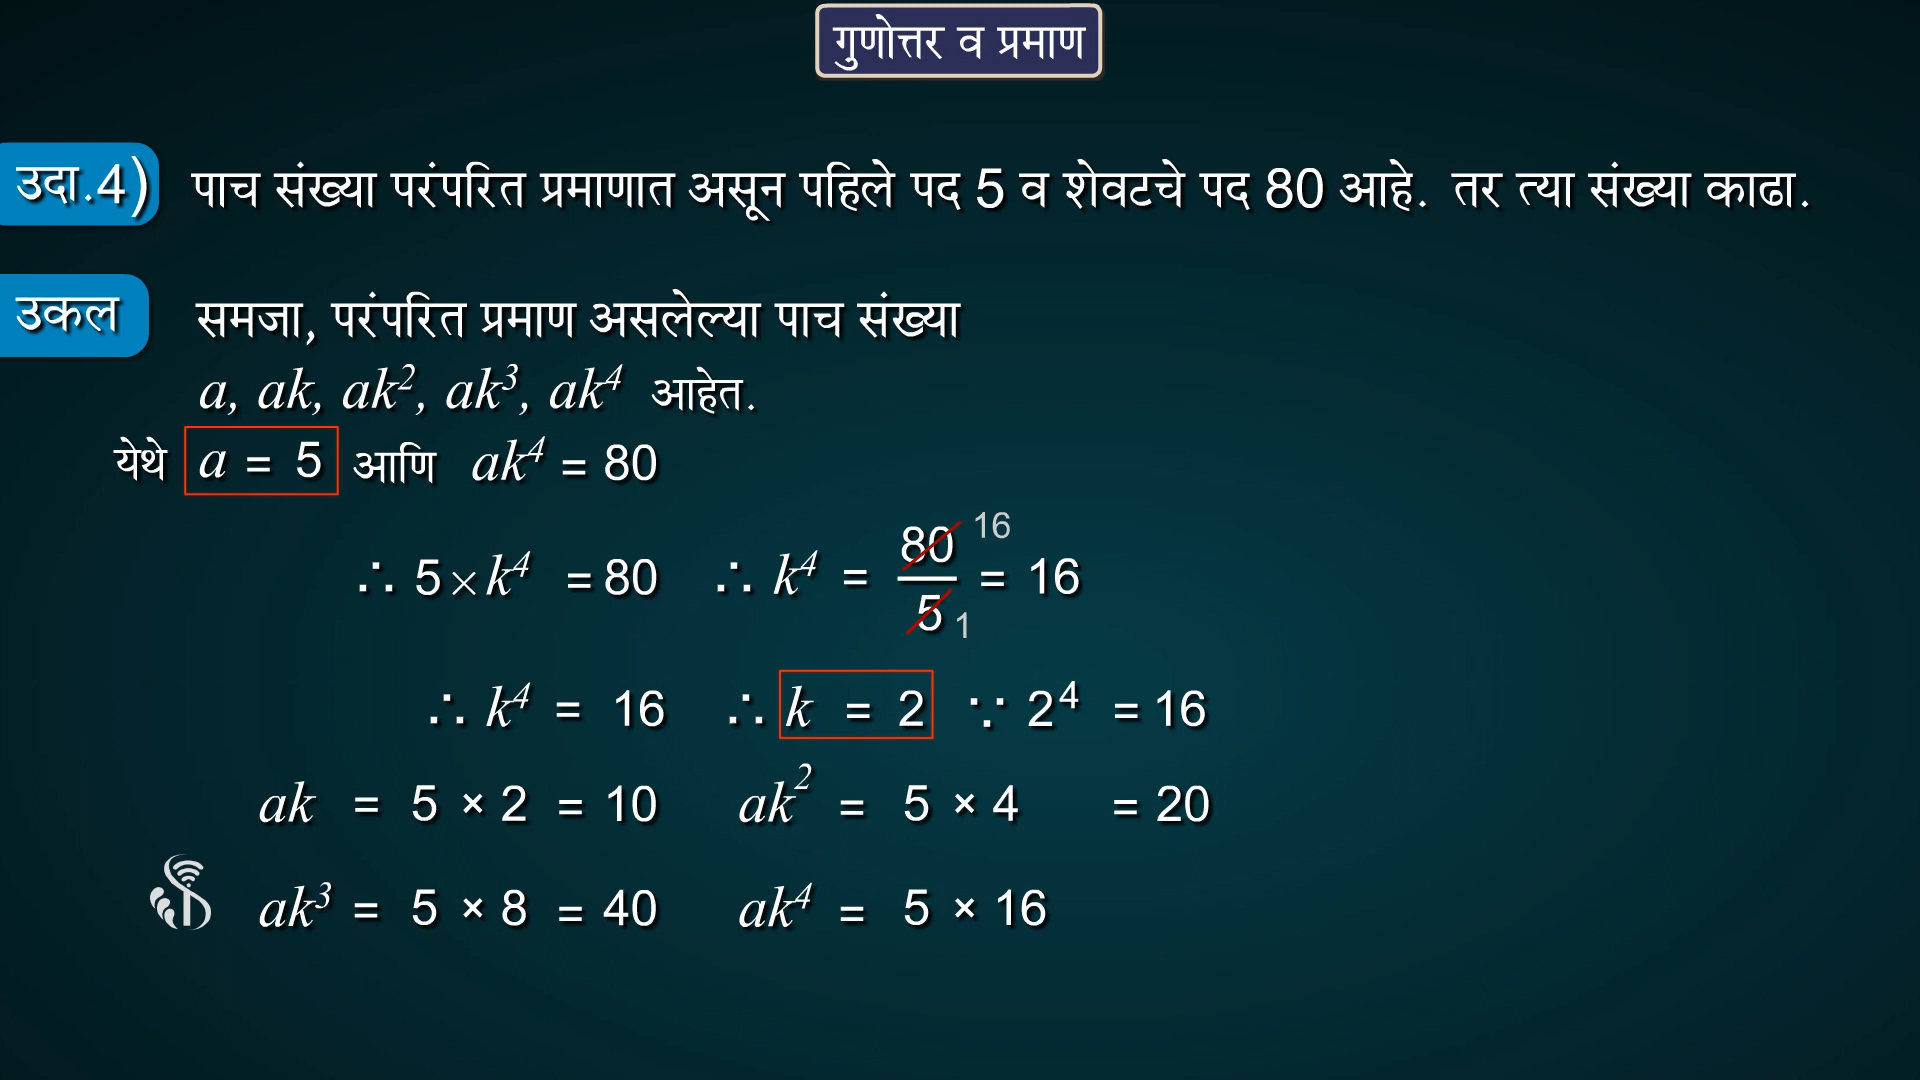 गुणोत्तर व प्रमाण
उदा.4) पाच संख्या परंपरित प्रमाणात असून पहिले पद 5 व शेवटचे पद 80 आहे. तर त्या संख्या काढा.
उकल समजा, परंपरित प्रमाण असलेल्या पाच संख्या
a, ak, ak², ak³, ak⁴ आहेत.
येथे a = 5 आणि ak⁴ = 80
∴ 5 × k⁴ = 80 ∴ k⁴ = 80/5 = 16
16
1
∴ k⁴ = 16 ∴ k = 2 ∵ 2⁴ = 16
ak = 5 × 2 = 10 ak² = 5 × 4 = 20
ak³ = 5 × 8 = 40 ak⁴ = 5 × 16